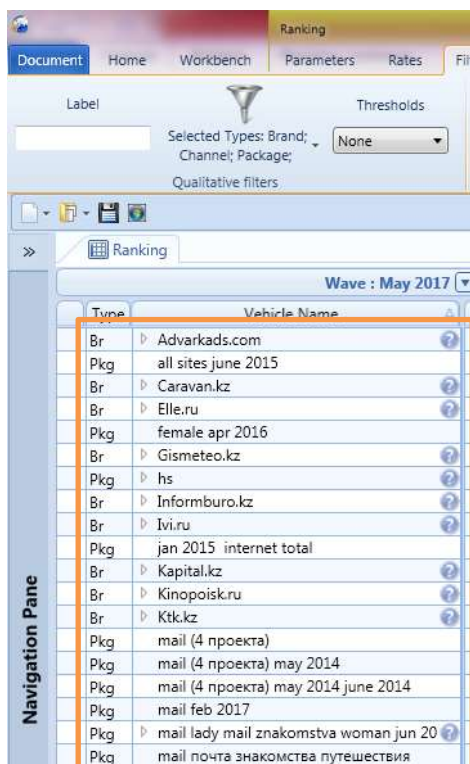 Ranking
Document Home Workbench Parameters Rates
Label
Thresholds
Selected Types: Brand;
Channel; Package;
None
Qualitative filters
Ranking
Wave : May 2017
Type Vehicle Name
Br Advarkads.com
Pkg all sites june 2015
Br Caravan.kz
Br Elle.ru
Pkg female apr 2016
Br Gismeteo.kz
Pkg hs
Br Informburo.kz
Br Ivi.ru
Pkg jan 2015 internet total
Br Kapital.kz
Br Kinopoisk.ru
Br Ktk.kz
Pkg mail (4 проекта)
Pkg mail (4 проекта) may 2014
Pkg mail (4 проекта) may 2014 june 2014
Pkg mail feb 2017
Pkg mail lady mail znakomstva woman jun 20
Pkg mail почта знакомства путешествия
Navigation Pane